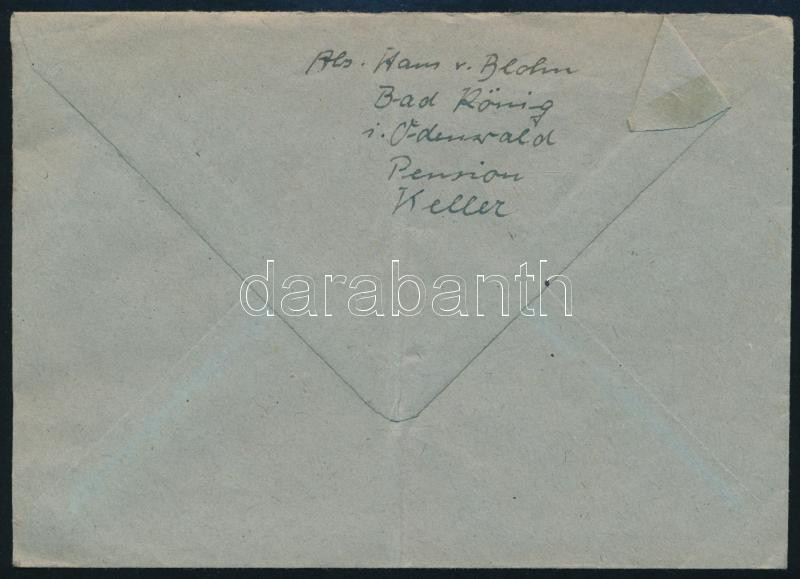 Abs. Hans v. Blohn
Bad König
i. Odenwald
Pension
Keller
darabanth